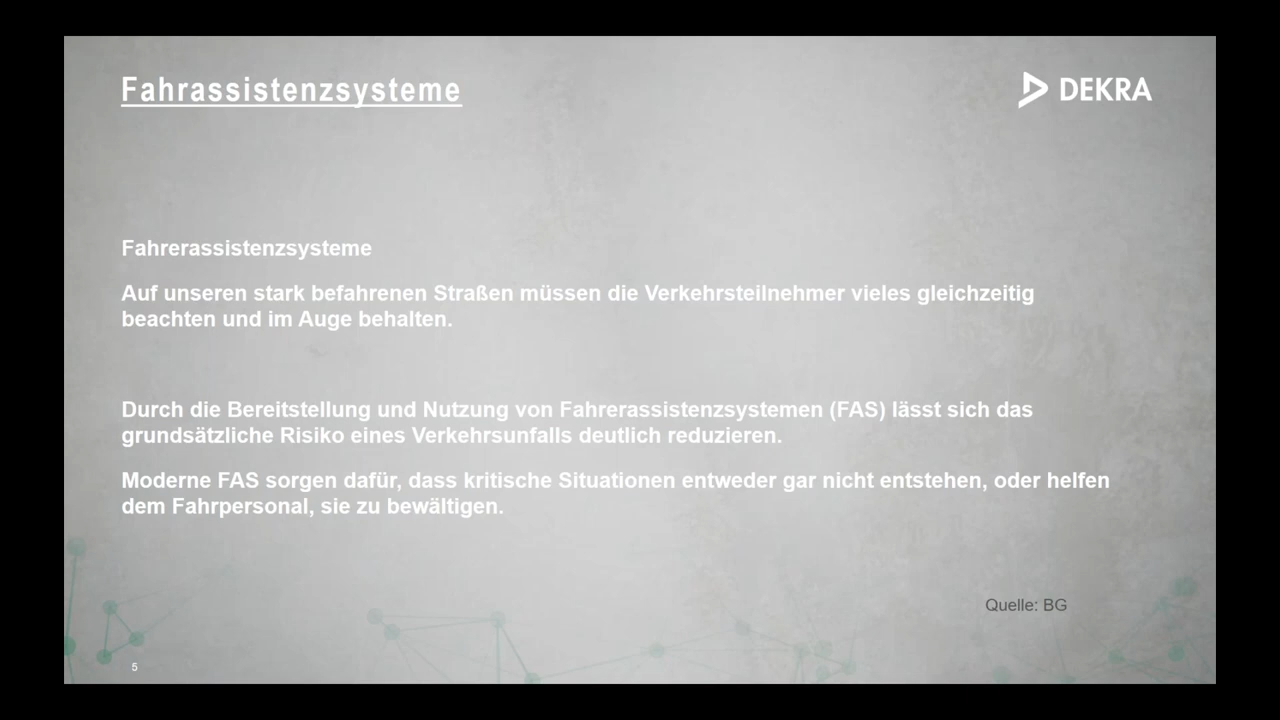 Fahrassistenzsysteme
DEKRA
Fahrerassistenzsysteme
Auf unseren stark befahrenen Straßen müssen die Verkehrsteilnehmer vieles gleichzeitig
beachten und im Auge behalten.
Durch die Bereitstellung und Nutzung von Fahrerassistenzsystemen (FAS) lässt sich das
grundsätzliche Risiko eines Verkehrsunfalls deutlich reduzieren.
Moderne FAS sorgen dafür, dass kritische Situationen entweder gar nicht entstehen, oder helfen
dem Fahrpersonal, sie zu bewältigen.
Quelle: BG
5